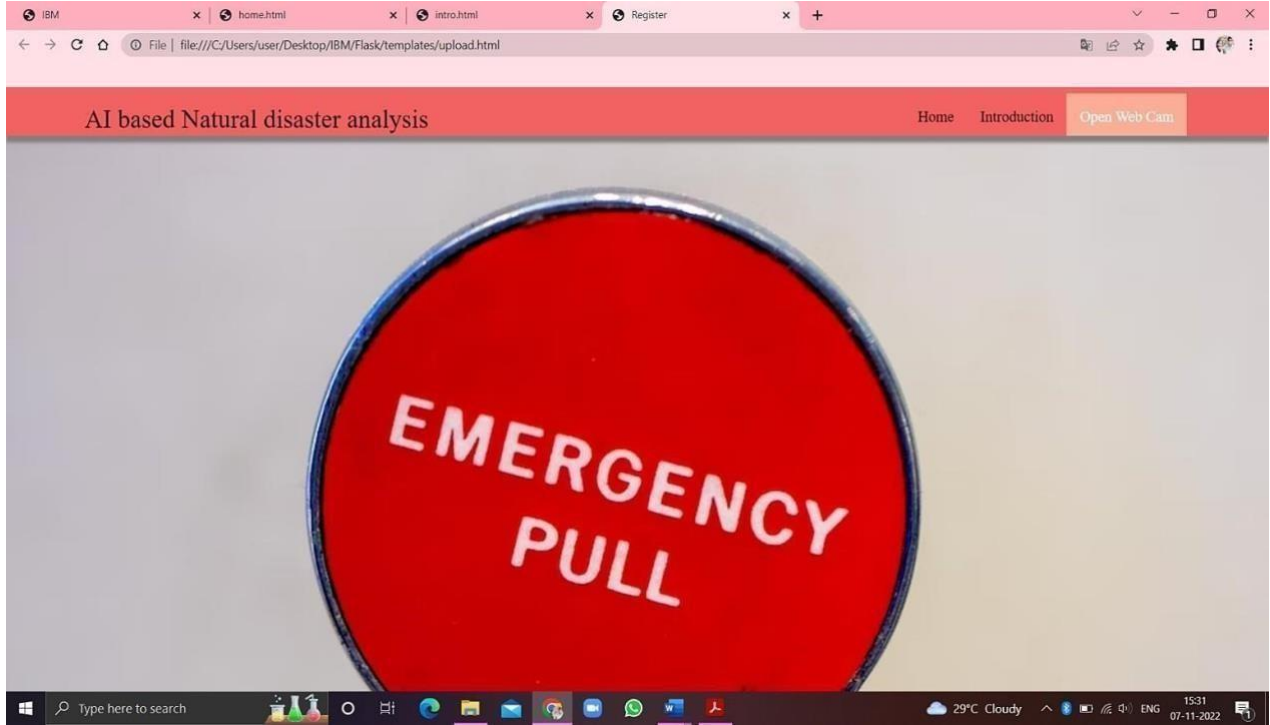 IBM
home.html
intro.html
Register
File | file:///C:/Users/user/Desktop/IBM/Flask/templates/upload.html
AI based Natural disaster analysis
Home
Introduction
Open Web Cam
EMERGENCY
PULL
Type here to search
29°C Cloudy
ENG
15:31
07-11-2022
1